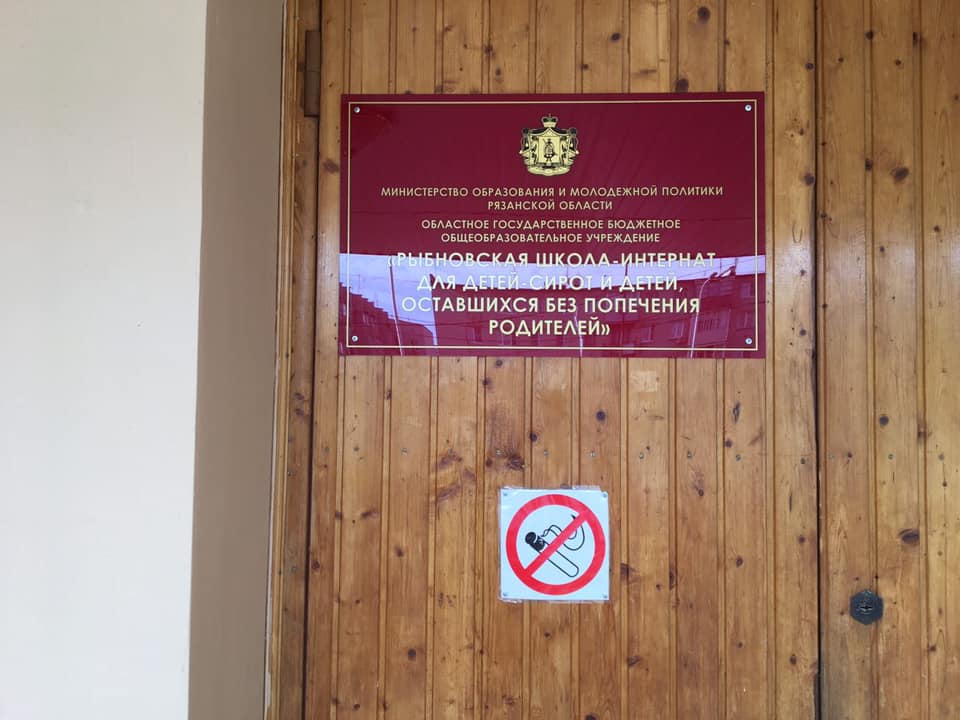 МИНИСТЕРСТВО ОБРАЗОВАНИЯ И МОЛОДЕЖНОЙ ПОЛИТИКИ
РЯЗАНСКОЙ ОБЛАСТИ
ОБЛАСТНОЕ ГОСУДАРСТВЕННОЕ БЮДЖЕТНОЕ
ОБЩЕОБРАЗОВАТЕЛЬНОЕ УЧРЕЖДЕНИЕ
«РЫБНОВСКАЯ ШКОЛА-ИНТЕРНАТ
ДЛЯ ДЕТЕЙ-СИРОТ И ДЕТЕЙ,
ОСТАВШИХСЯ БЕЗ ПОПЕЧЕНИЯ
РОДИТЕЛЕЙ»